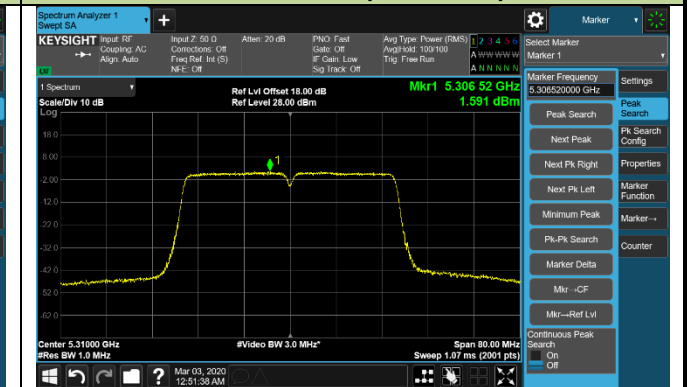 Spectrum Analyzer 1
Swept SA
Marker
KEYSIGHT
Input: RF
Coupling: AC
Align: Auto
Input Z: 50 Ω
Corrections: Off
Freq Ref: Int (S)
NFE: Off
Atten: 20 dB
PNO: Fast
Gate: Off
IF Gain: Low
Sig Track: Off
Avg Type: Power (RMS)
Avg|Hold: 100/100
Trig: Free Run
1 2 3 4 5 6
A W W W W W
A N N N N N
Select Marker
Marker 1
LW
1 Spectrum
Scale/Div 10 dB
Log
Ref Lvl Offset 18.00 dB
Ref Level 28.00 dBm
Mkr1 5.306 52 GHz
1.591 dBm
18.0
8.00
-2.00
-12.0
-22.0
-32.0
-42.0
-52.0
-62.0
1
Center 5.31000 GHz
#Res BW 1.0 MHz
#Video BW 3.0 MHz*
Span 80.00 MHz
Sweep 1.07 ms (2001 pts)
Marker Frequency
5.306520000 GHz
Peak Search
Next Peak
Next Pk Right
Next Pk Left
Minimum Peak
Pk-Pk Search
Marker Delta
Mkr→CF
Mkr→Ref Lvl
Continuous Peak
Search
On
Off
Settings
Peak
Search
Pk Search
Config
Properties
Marker
Function
Marker→
Counter
?
Mar 03, 2020
12:51:38 AM